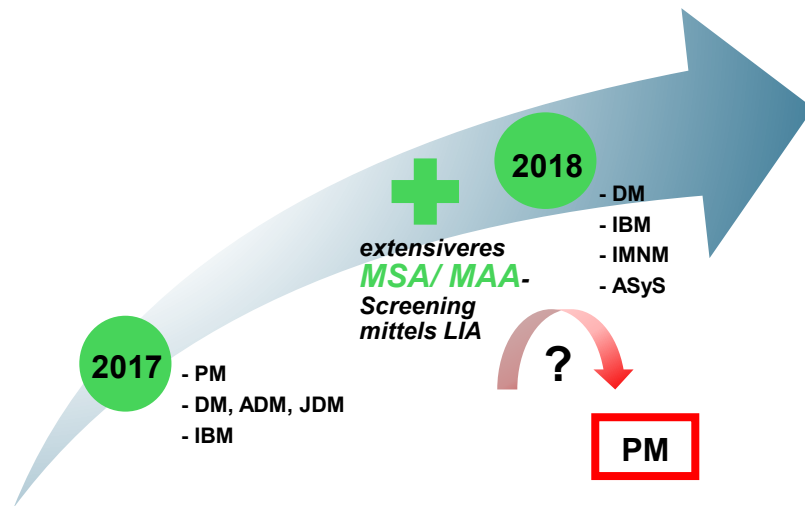 2017
- PM
- DM, ADM, JDM
- IBM
extensiveres
MSA/ MAA-
Screening
mittels LIA
2018
- DM
- IBM
- IMNM
- ASyS
?
PM